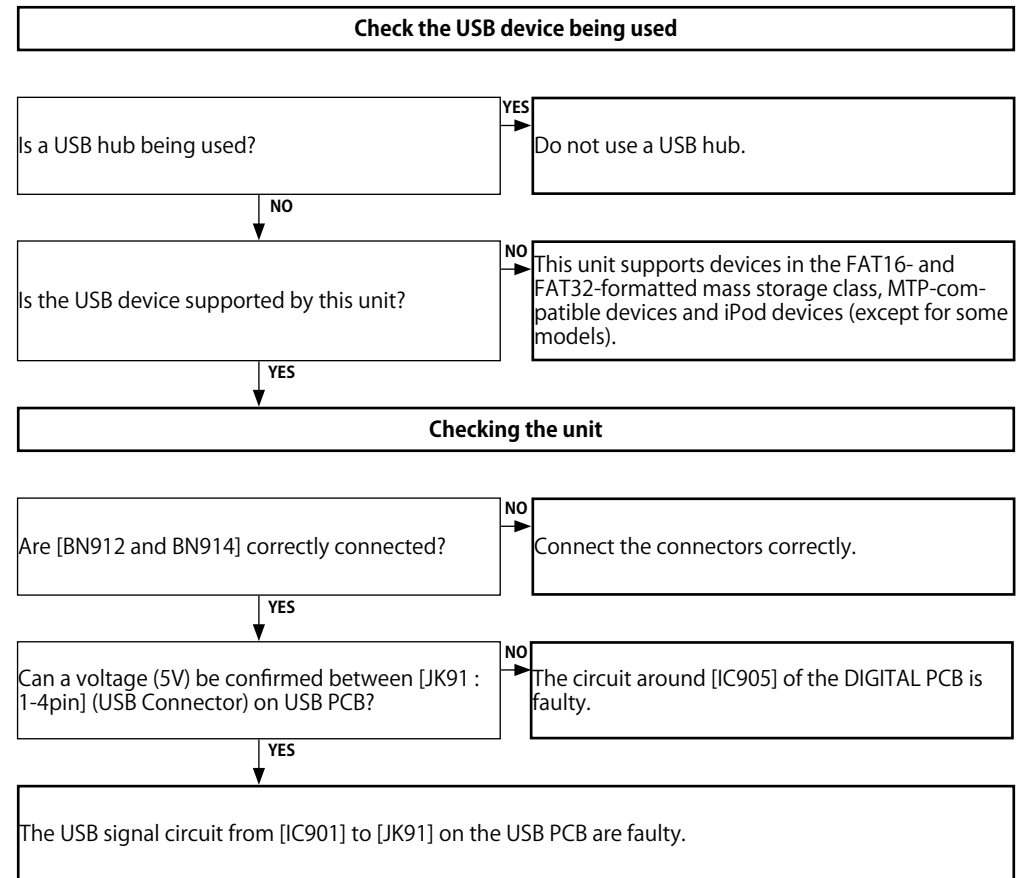 Check the USB device being used
Is a USB hub being used?
YES
Do not use a USB hub.
NO
Is the USB device supported by this unit?
NO
This unit supports devices in the FAT16- and
FAT32-formatted mass storage class, MTP-com-
patible devices and iPod devices (except for some
models).
YES
Checking the unit
Are [BN912 and BN914] correctly connected?
NO
Connect the connectors correctly.
YES
Can a voltage (5V) be confirmed between [JK91 :
1-4pin] (USB Connector) on USB PCB?
NO
The circuit around [IC905] of the DIGITAL PCB is
faulty.
YES
The USB signal circuit from [IC901] to [JK91] on the USB PCB are faulty.